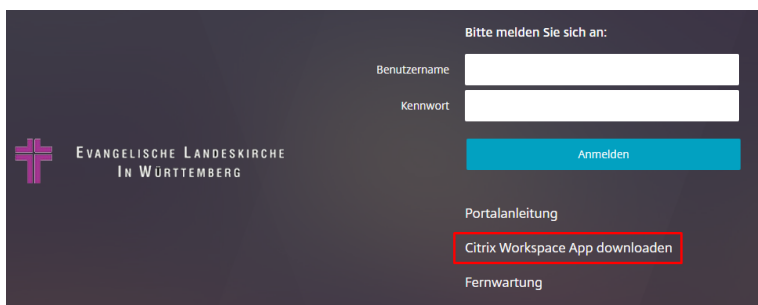 Bitte melden Sie sich an:
Benutzername
Kennwort
EVANGELISCHE LANDESKIRCHE
IN WÜRTTEMBERG
Anmelden
Portalanleitung
Citrix Workspace App downloaden
Fernwartung